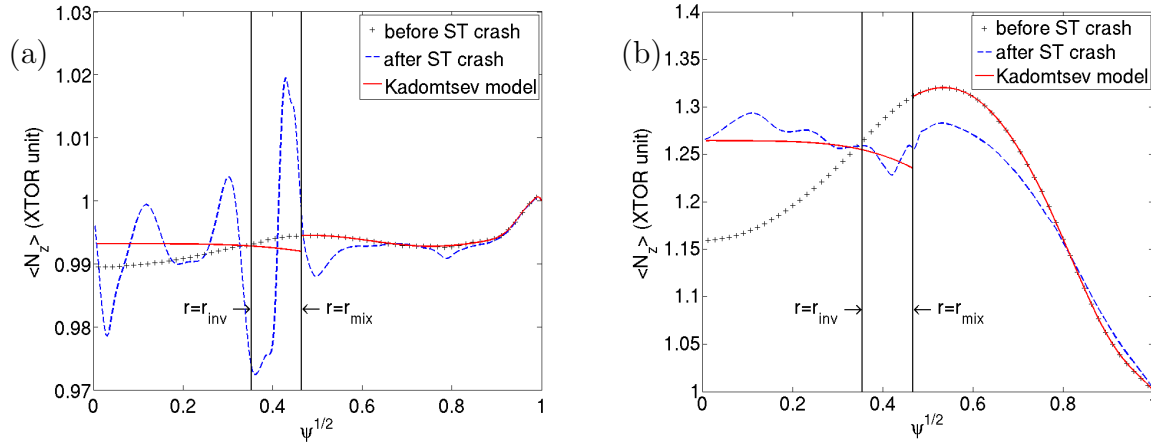 (a)
1.03
1.02
1.01
1
0.99
0.98
0.97
<N_z> (XTOR unit)
before ST crash
after ST crash
Kadomtsev model
r=r_inv
r=r_mix
0 0.2 0.4 0.6 0.8 1
ψ^1/2
(b)
1.4
1.35
1.3
1.25
1.2
1.15
1.1
1.05
1
<N_z> (XTOR unit)
before ST crash
after ST crash
Kadomtsev model
r=r_inv
r=r_mix
0 0.2 0.4 0.6 0.8 1
ψ^1/2